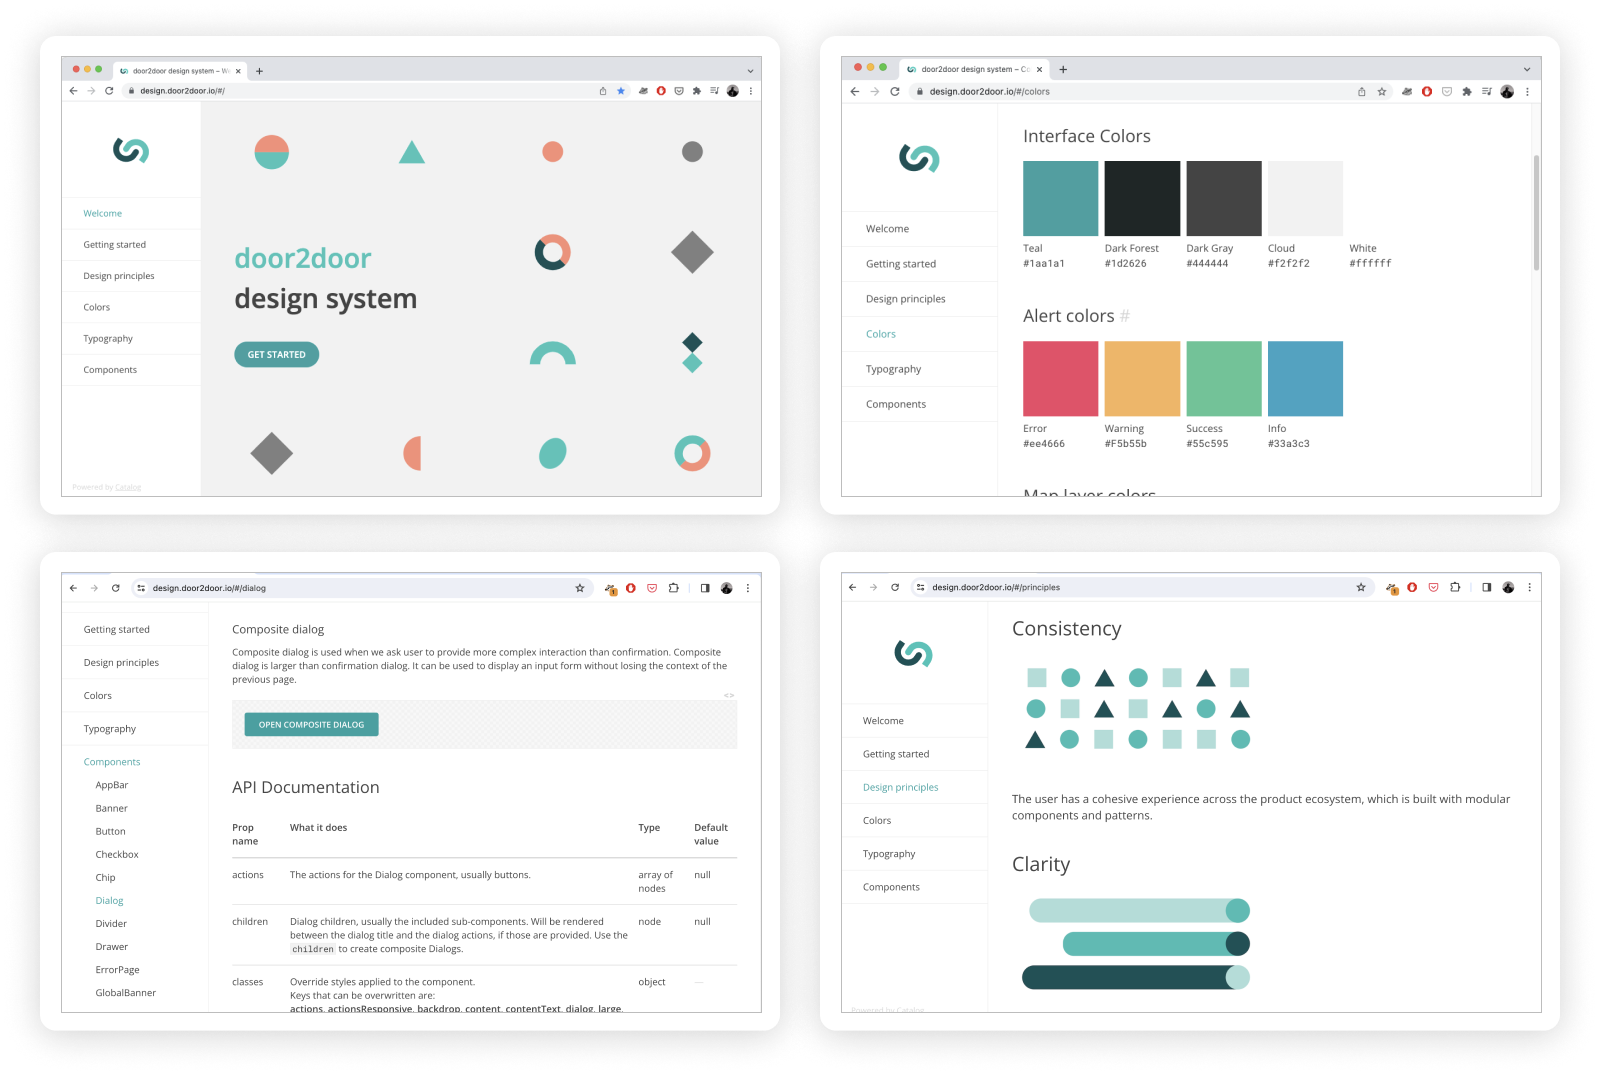 door2door design system – We
design.door2door.io/#/
Welcome
Getting started
Design principles
Colors
Typography
Components
Powered by Catalog
door2door
design system
GET STARTED
door2door design system – Co
design.door2door.io/#/colors
Welcome
Getting started
Design principles
Colors
Typography
Components
Interface Colors
Teal
#1aa1a1
Dark Forest
#1d2626
Dark Gray
#444444
Cloud
#f2f2f2
White
#ffffff
Alert colors #
Error
#ee4666
Warning
#F5b55b
Success
#55c595
Info
#33a3c3
Map layer colors
design.door2door.io/#/dialog
Getting started
Design principles
Colors
Typography
Components
AppBar
Banner
Button
Checkbox
Chip
Dialog
Divider
Drawer
ErrorPage
GlobalBanner
Composite dialog
Composite dialog is used when we ask user to provide more complex interaction than confirmation. Composite
dialog is larger than confirmation dialog. It can be used to display an input form without losing the context of the
previous page.
<>
OPEN COMPOSITE DIALOG
API Documentation
Prop name What it does Type Default value
actions The actions for the Dialog component, usually buttons. array of nodes null
children Dialog children, usually the included sub-components. Will be rendered node null
between the dialog title and the dialog actions, if those are provided. Use the
children to create composite Dialogs.
classes Override styles applied to the component. object —
Keys that can be overwritten are:
actions, actionsResponsive, backdrop, content, contentText, dialog, large,
design.door2door.io/#/principles
Welcome
Getting started
Design principles
Colors
Typography
Components
Powered by Catalog
Consistency
The user has a cohesive experience across the product ecosystem, which is built with modular
components and patterns.
Clarity